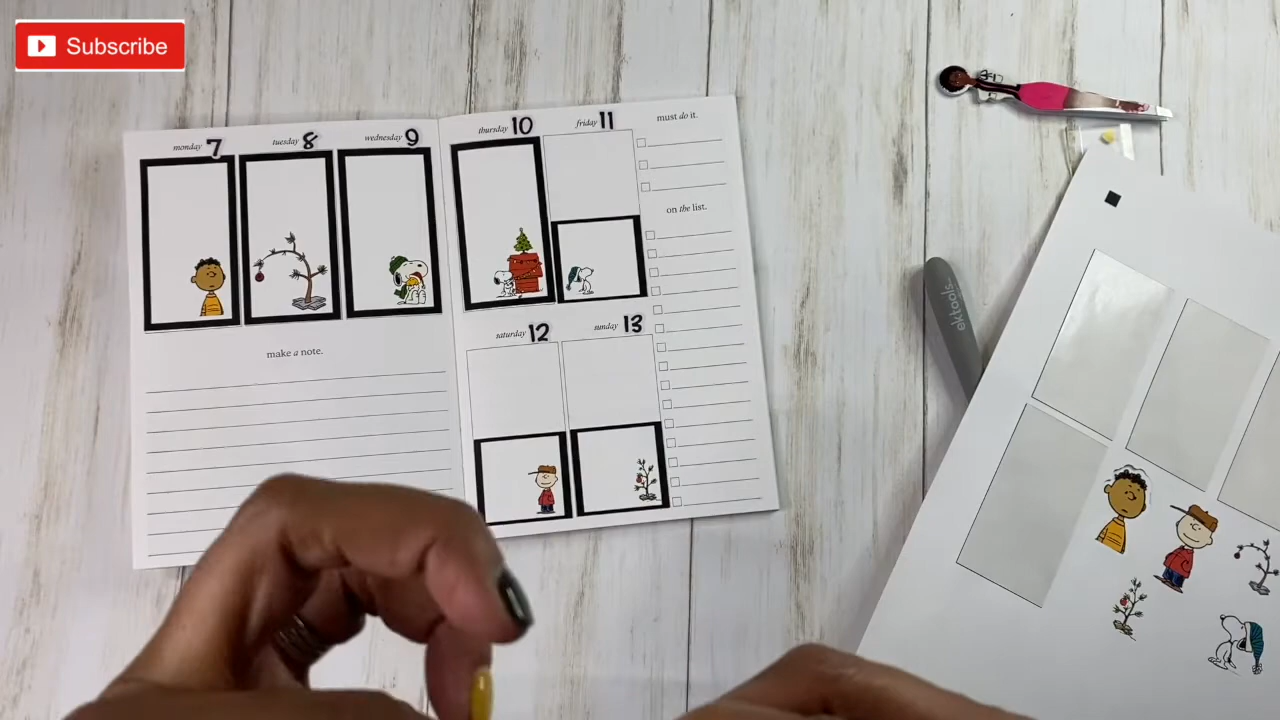 Subscribe
monday 7
tuesday 8
wednesday 9
thursday 10
friday 11
must do it.
on the list.
saturday 12
sunday 13
make a note.
ektools